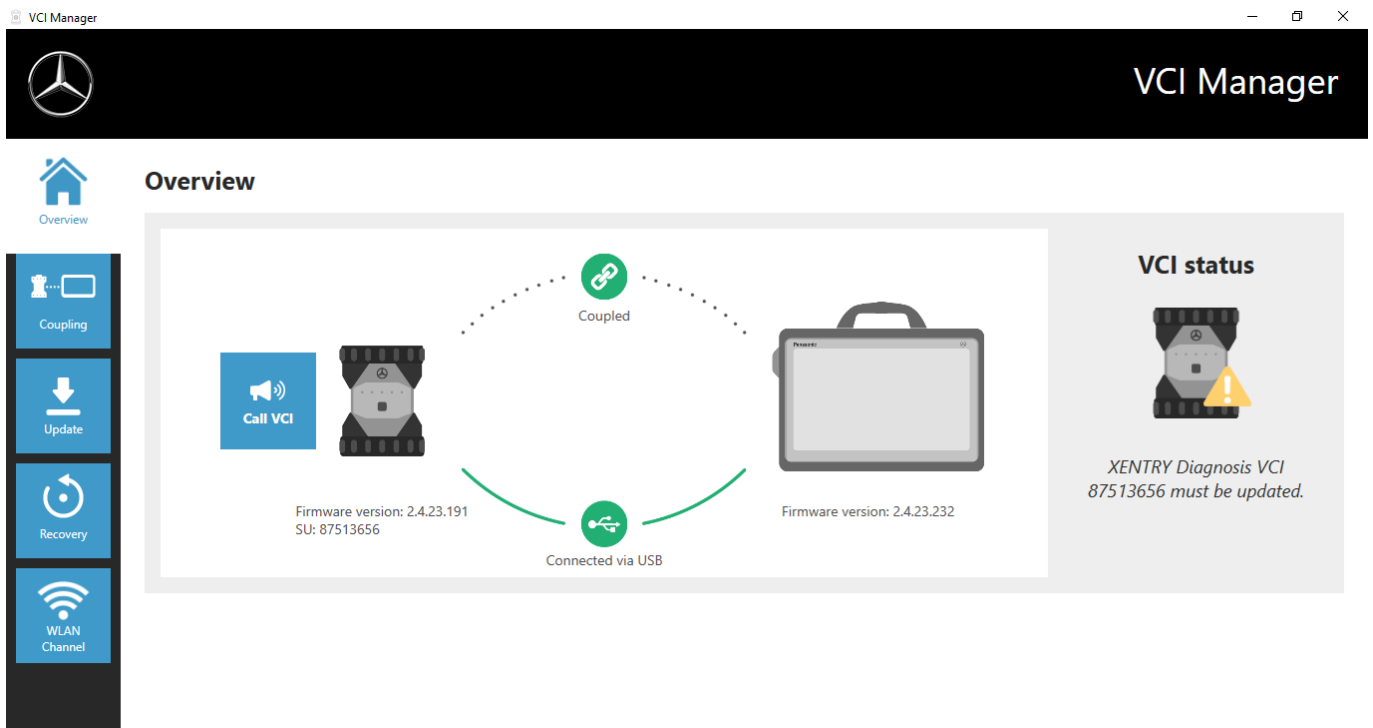 VCI Manager
VCI Manager
Overview
Overview
Coupling
Update
Recovery
WLAN
Channel
Coupled
Call VCI
Panasonic
Firmware version: 2.4.23.191
SU: 87513656
Connected via USB
Firmware version: 2.4.23.232
VCI status
XENTRY Diagnosis VCI
87513656 must be updated.